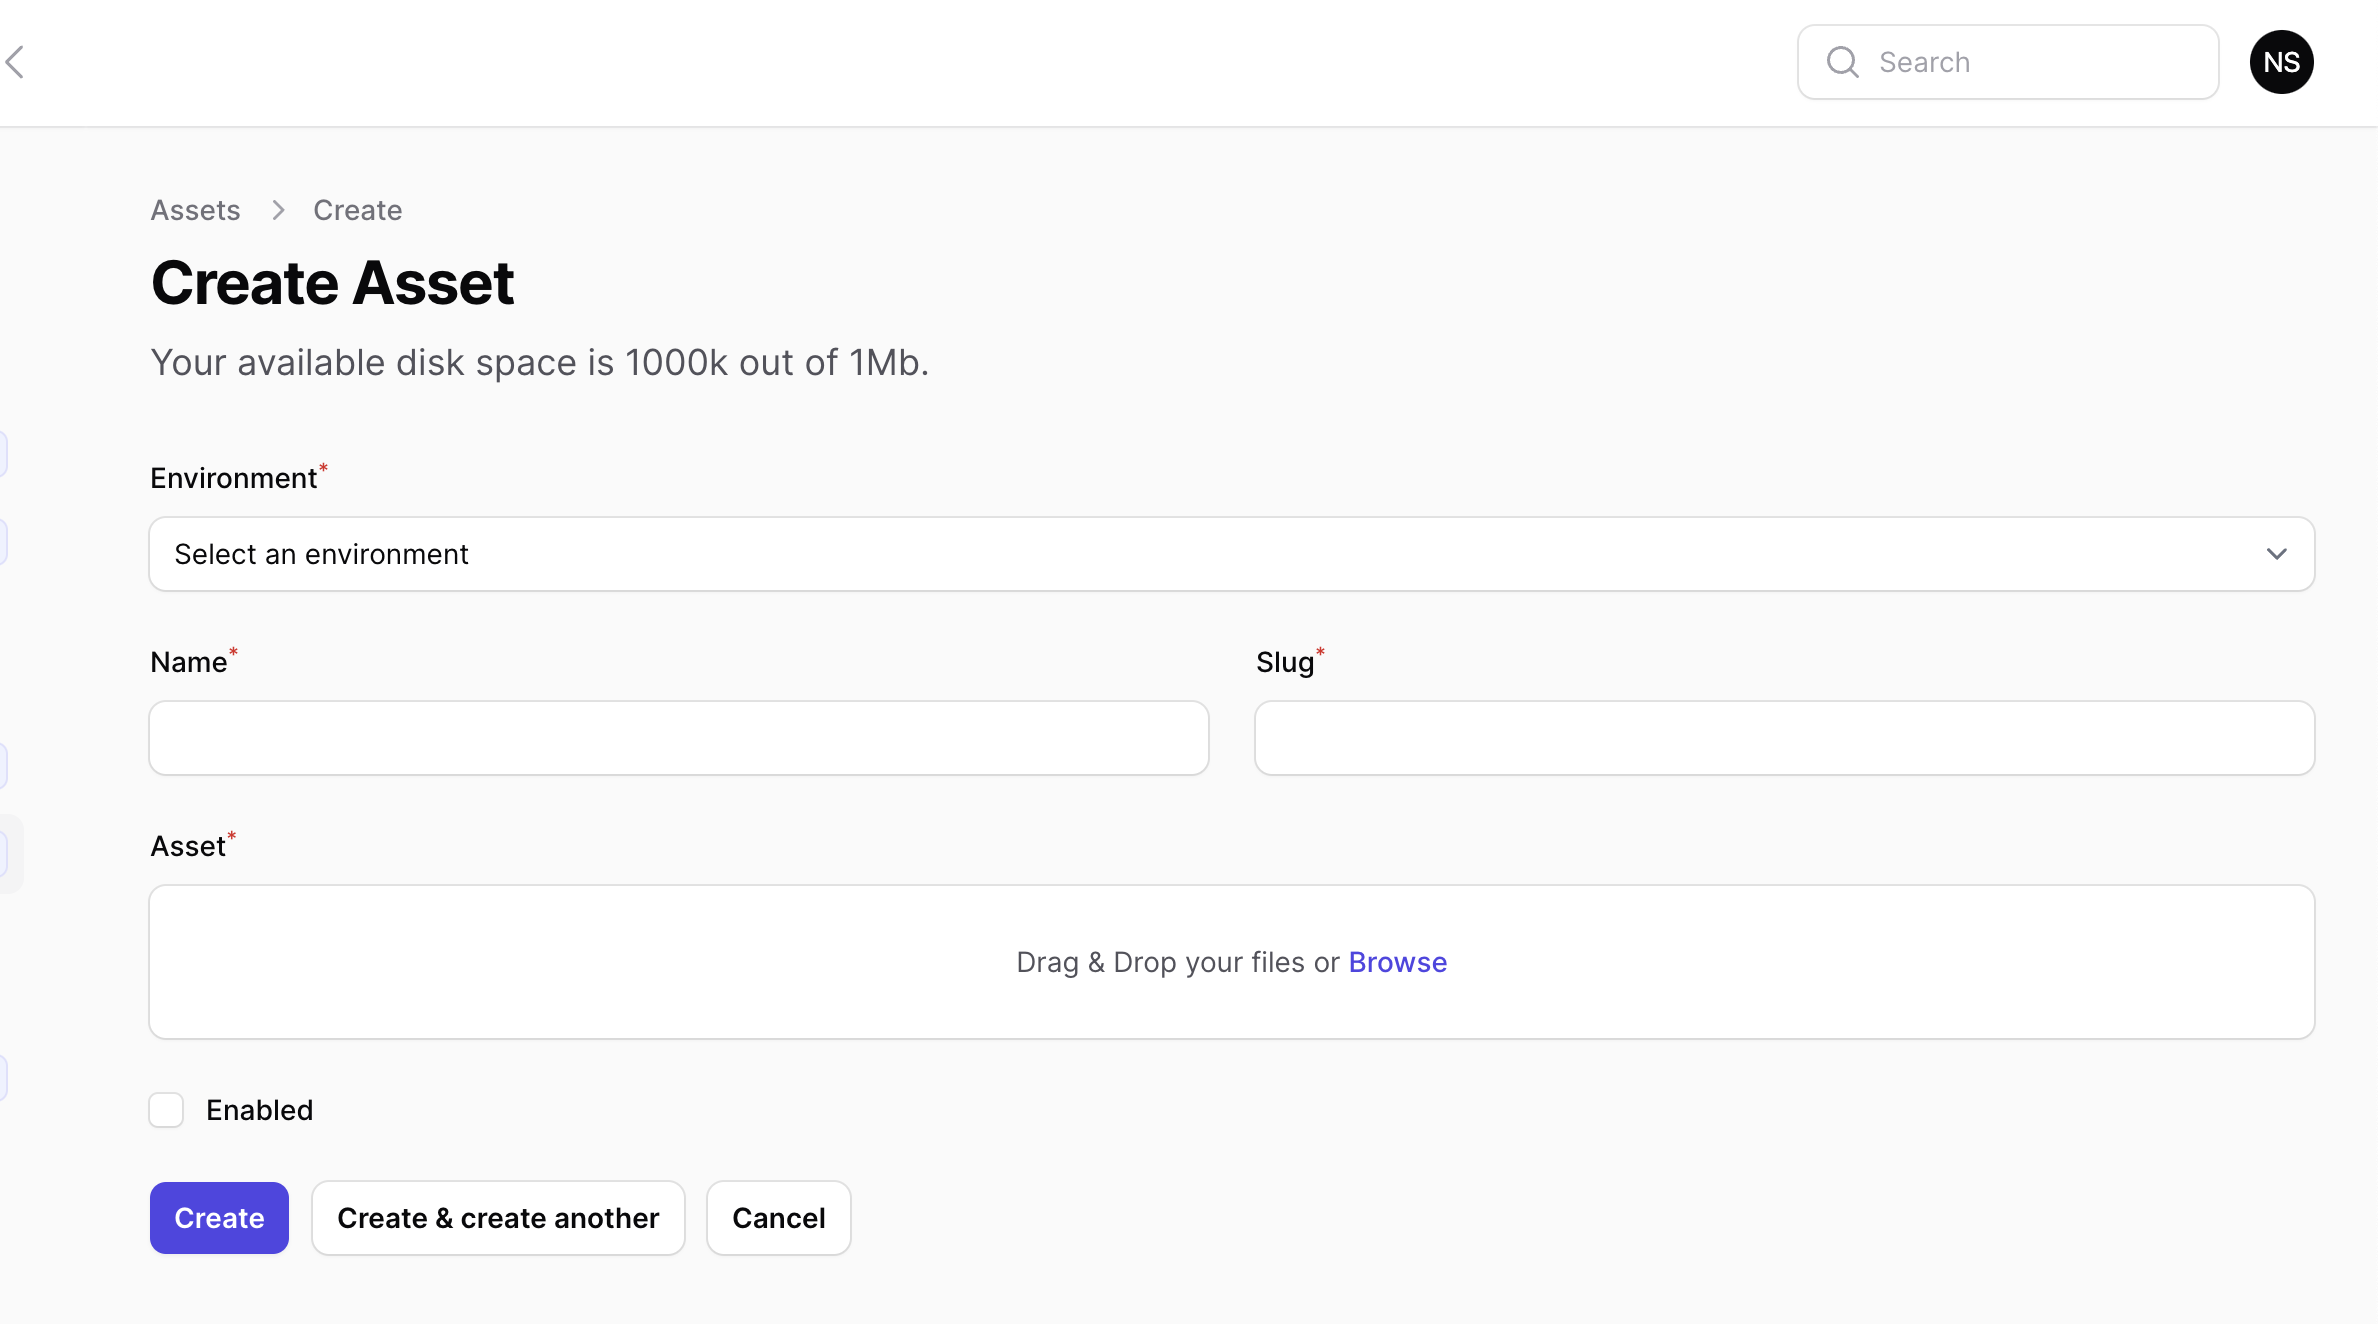 Search
NS
Assets > Create
Create Asset
Your available disk space is 1000k out of 1Mb.
Environment*
Select an environment
Name* Slug*
Asset*
Drag & Drop your files or Browse
Enabled
Create Create & create another Cancel